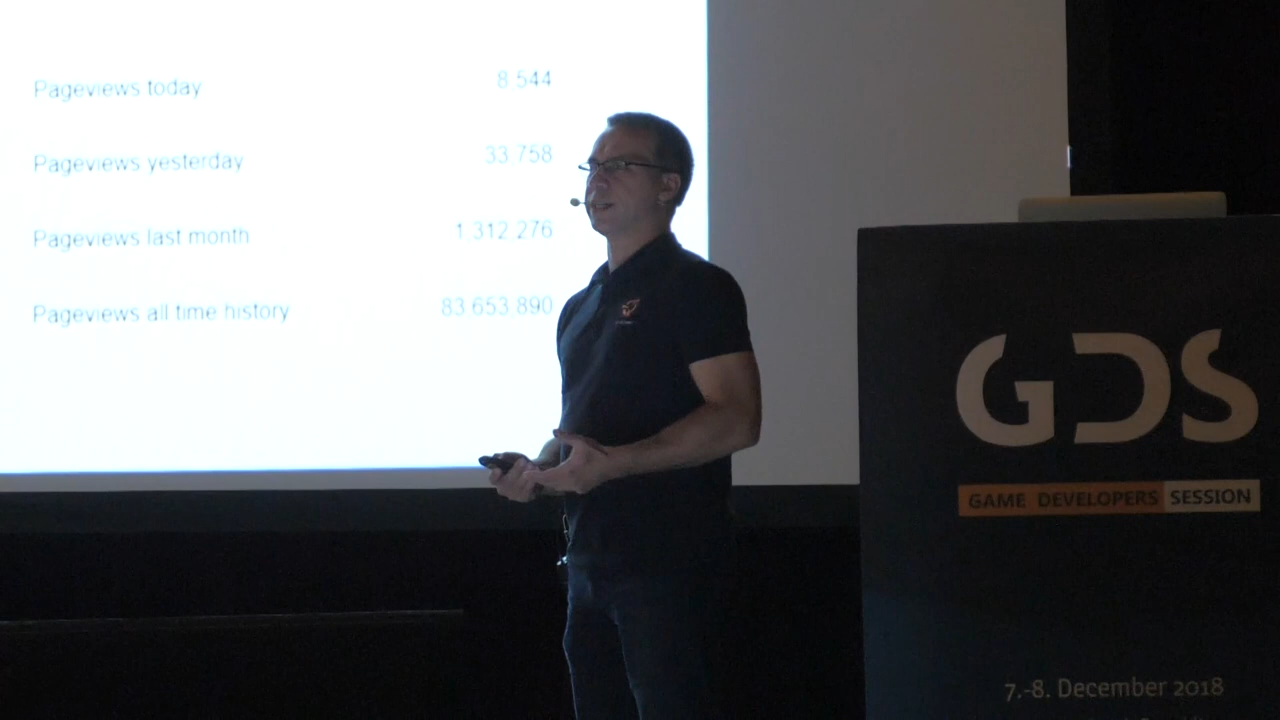 Pageviews today 8 544
Pageviews yesterday 33 758
Pageviews last month 1 312 276
Pageviews all time history 83 653 890
GDS
GAME DEVELOPERS SESSION
7.-8. December 2018